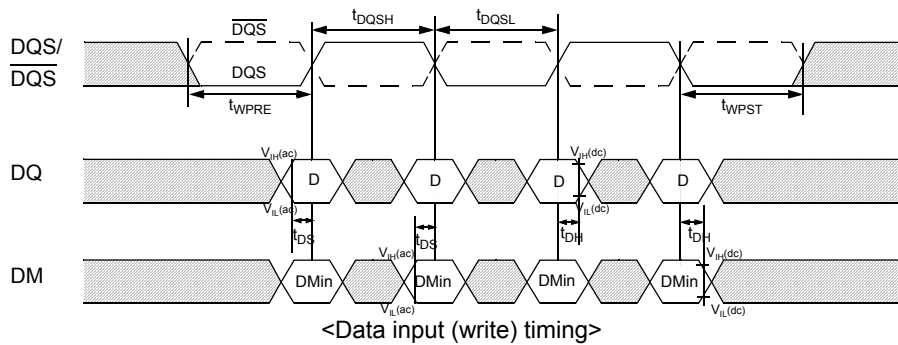 DQS tDQSH tDQSL
DQS/
DQS
DQS
tWPRE tWPST
VIH(ac) VIH(dc)
DQ D D D D
VIL(ac) VIL(dc)
tDS tDS tDH tDH
VIH(ac) VIH(dc)
DM DMin DMin DMin DMin
VIL(ac) VIL(dc)
<Data input (write) timing>